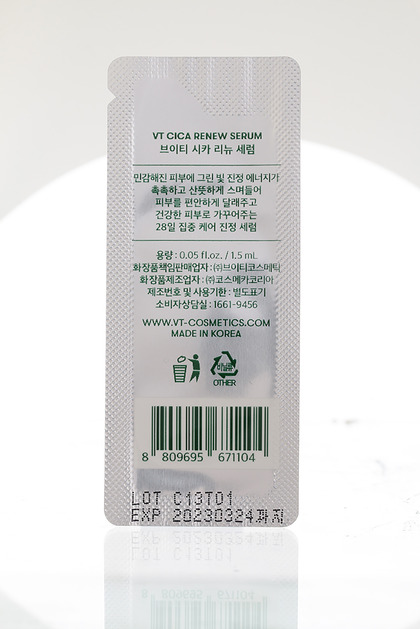 VT CICA RENEW SERUM
브이티 시카 리뉴 세럼
민감해진 피부에 그린 빛 진정 에너지가
촉촉하고 산뜻하게 스며들어
피부를 편안하게 달래주고
건강한 피부로 가꾸어주는
28일 집중 케어 진정 세럼
용량 : 0.05 fl.oz. / 1.5 mL
화장품책임판매업자 : ㈜브이티코스메틱
화장품제조업자 : ㈜코스메카코리아
제조번호 및 사용기한 : 별도표기
소비자상담실 : 1661-9456
WWW.VT-COSMETICS.COM
MADE IN KOREA
비닐류
OTHER
8 809695 671104
LOT C13T01
EXP 20230324까지